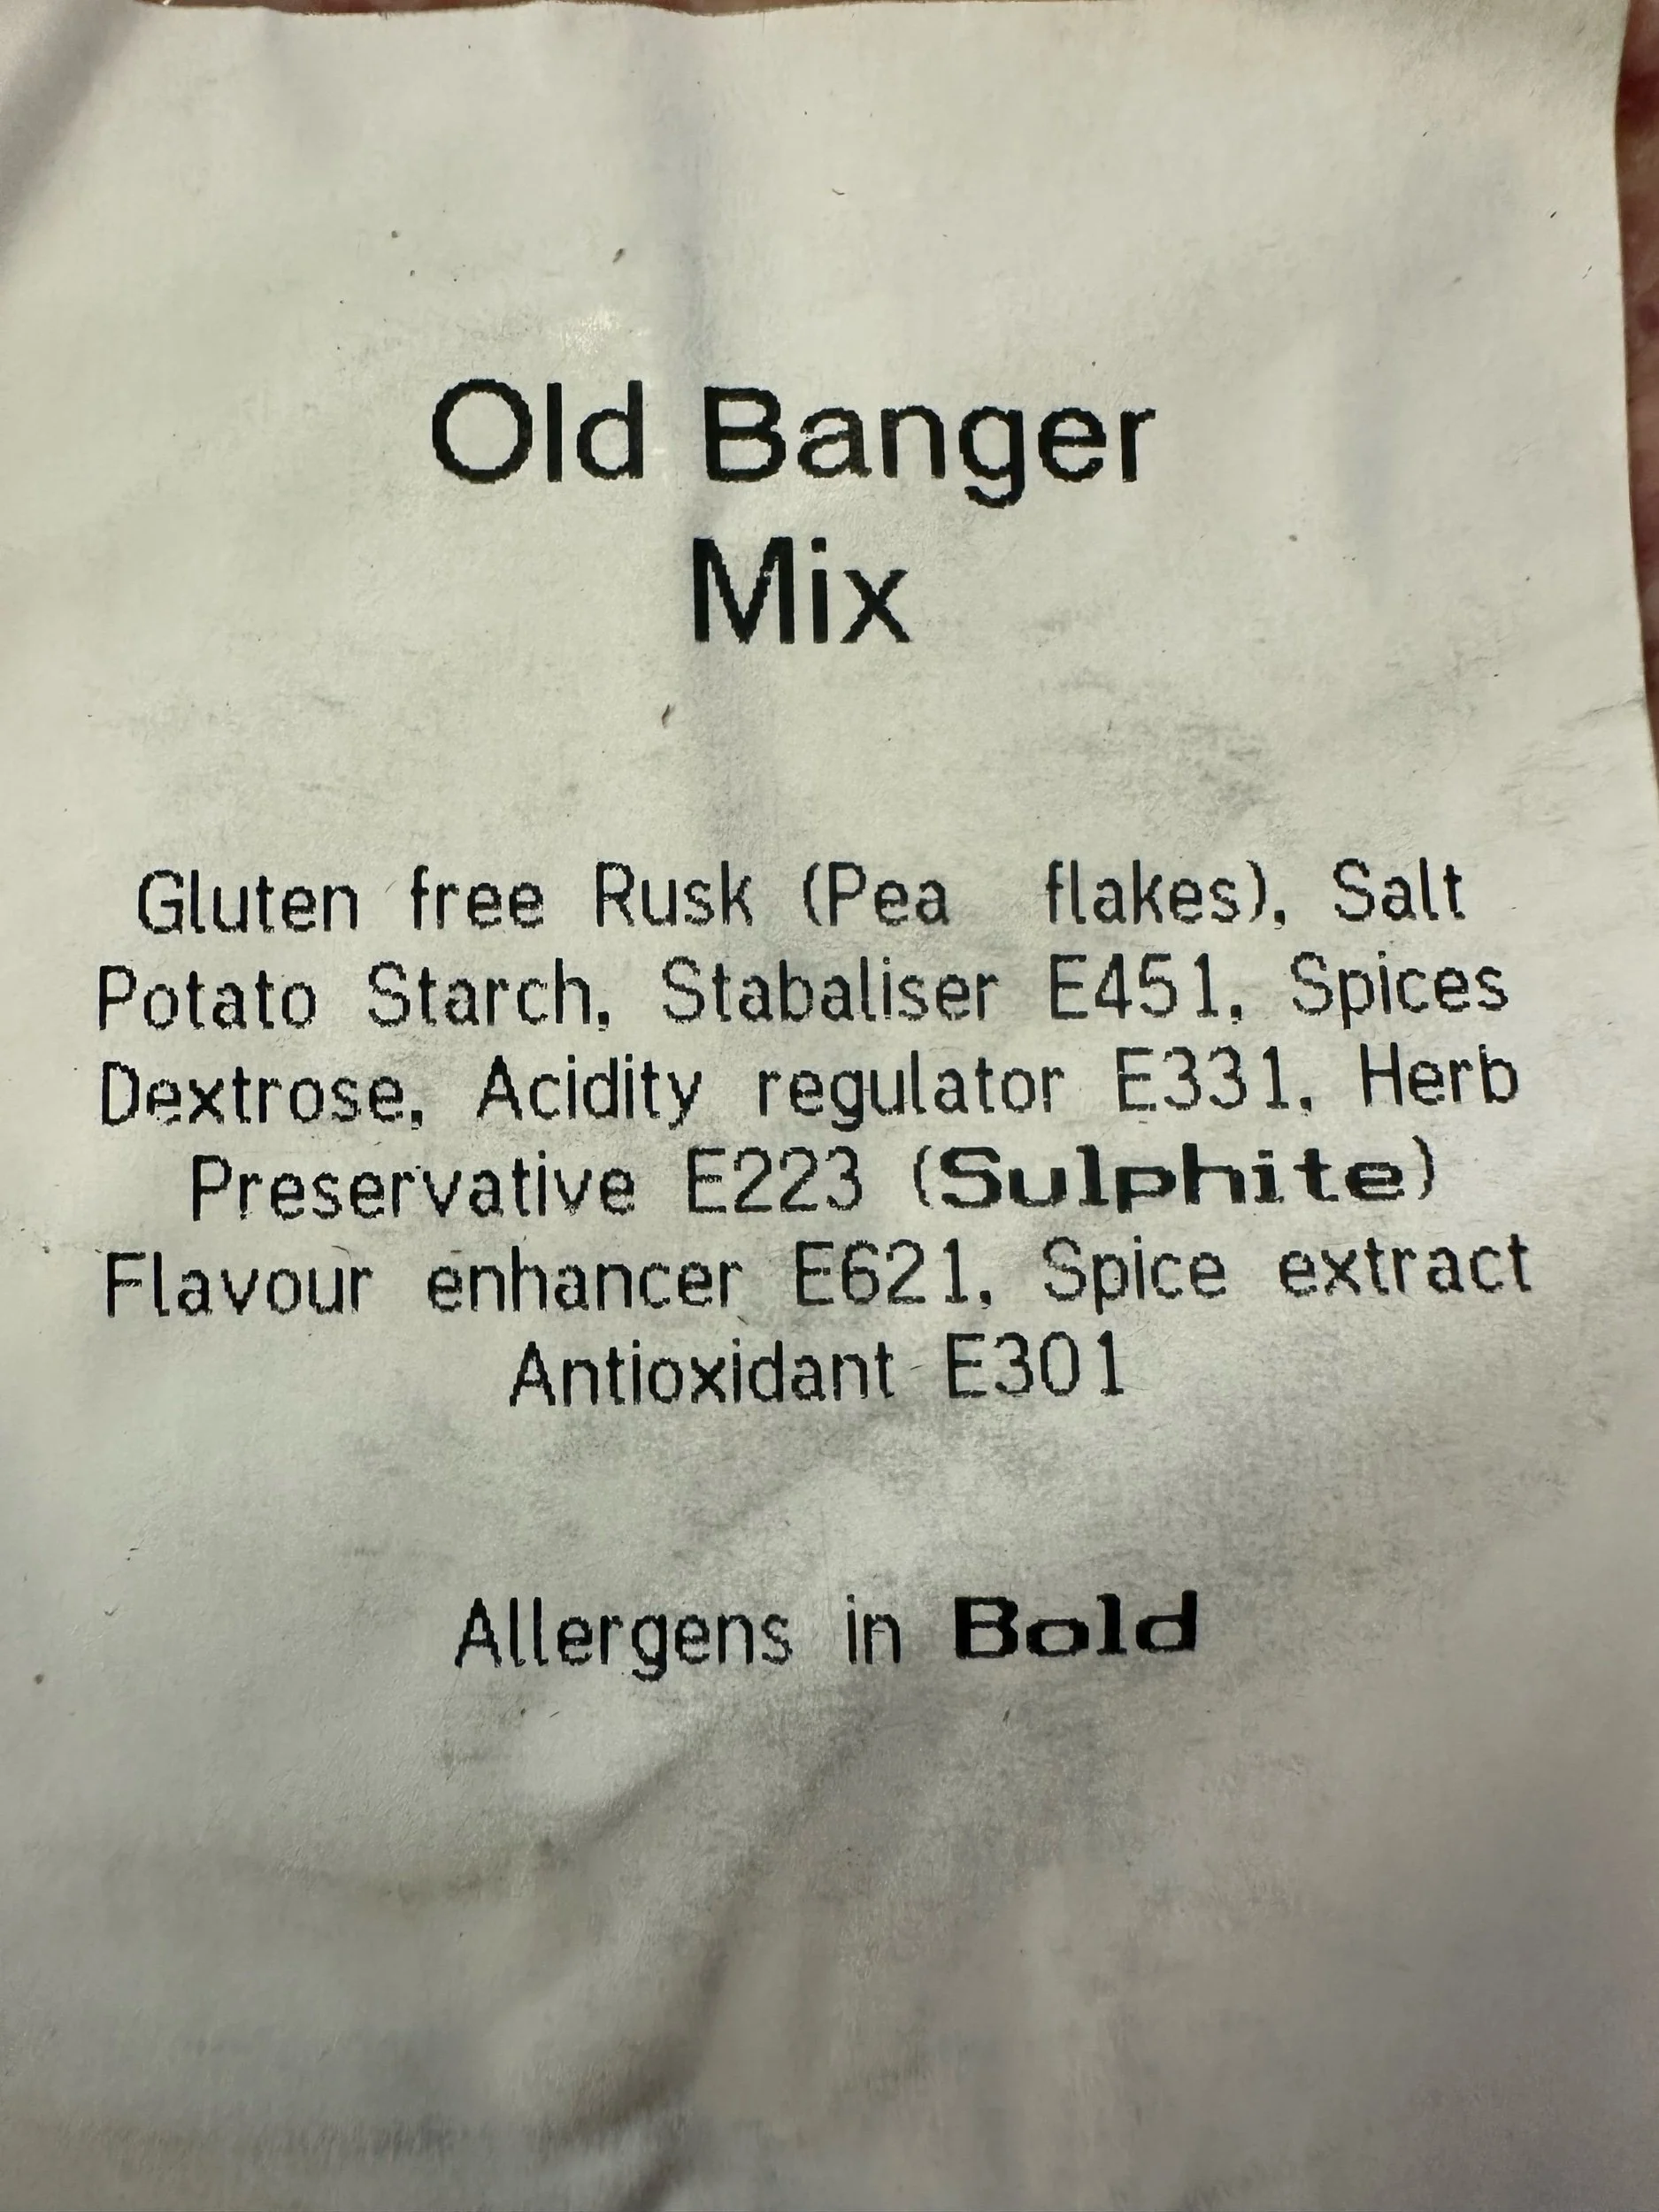 Old Banger
Mix
Gluten free Rusk (Pea flakes), Salt
Potato Starch, Stabaliser E451, Spices
Dextrose, Acidity regulator E331, Herb
Preservative E223 (Sulphite)
Flavour enhancer E621, Spice extract
Antioxidant E301
Allergens in Bold